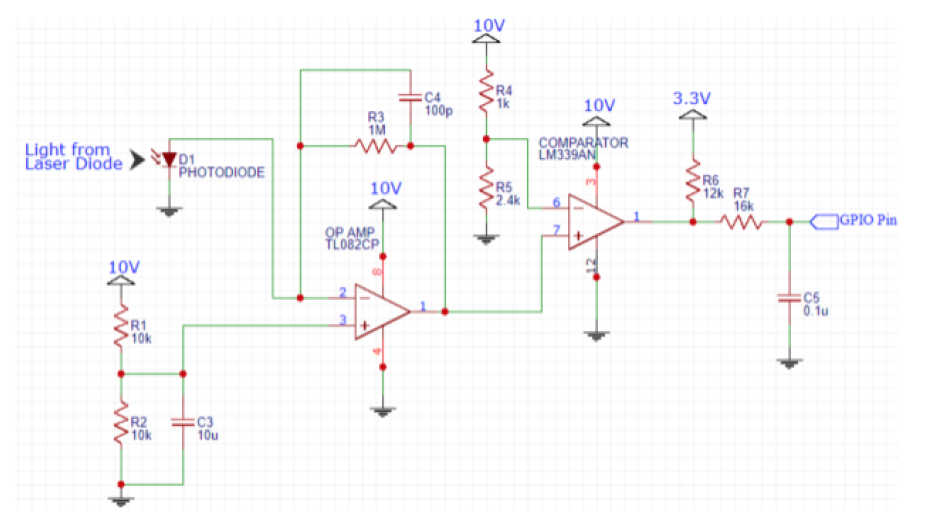 10V
R4
1k
C4
100p
R3
1M
10V
3.3V
Light from
Laser Diode
D1
PHOTODIODE
COMPARATOR
LM339AN
3
R6
12k
R7
16k
R5
2.4k
10V
6
7
1
GPIO Pin
OP AMP
TL082CP
8
12
10V
2
3
1
C5
0.1u
R1
10k
4
R2
10k
C3
10u